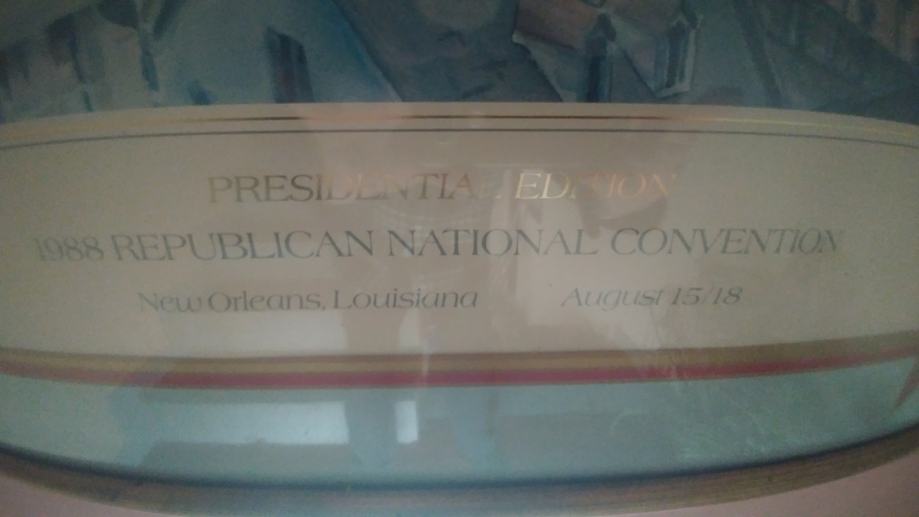 PRESIDENTIAL EDITION
1988 REPUBLICAN NATIONAL CONVENTION
New Orleans, Louisiana August 15/18